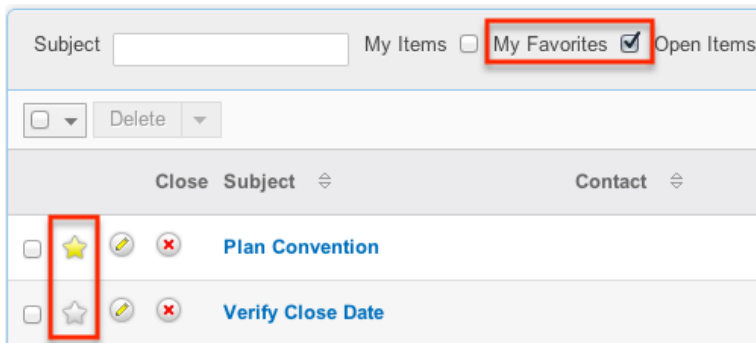 Subject My Items My Favorites Open Items
Delete
Close Subject Contact
Plan Convention
Verify Close Date